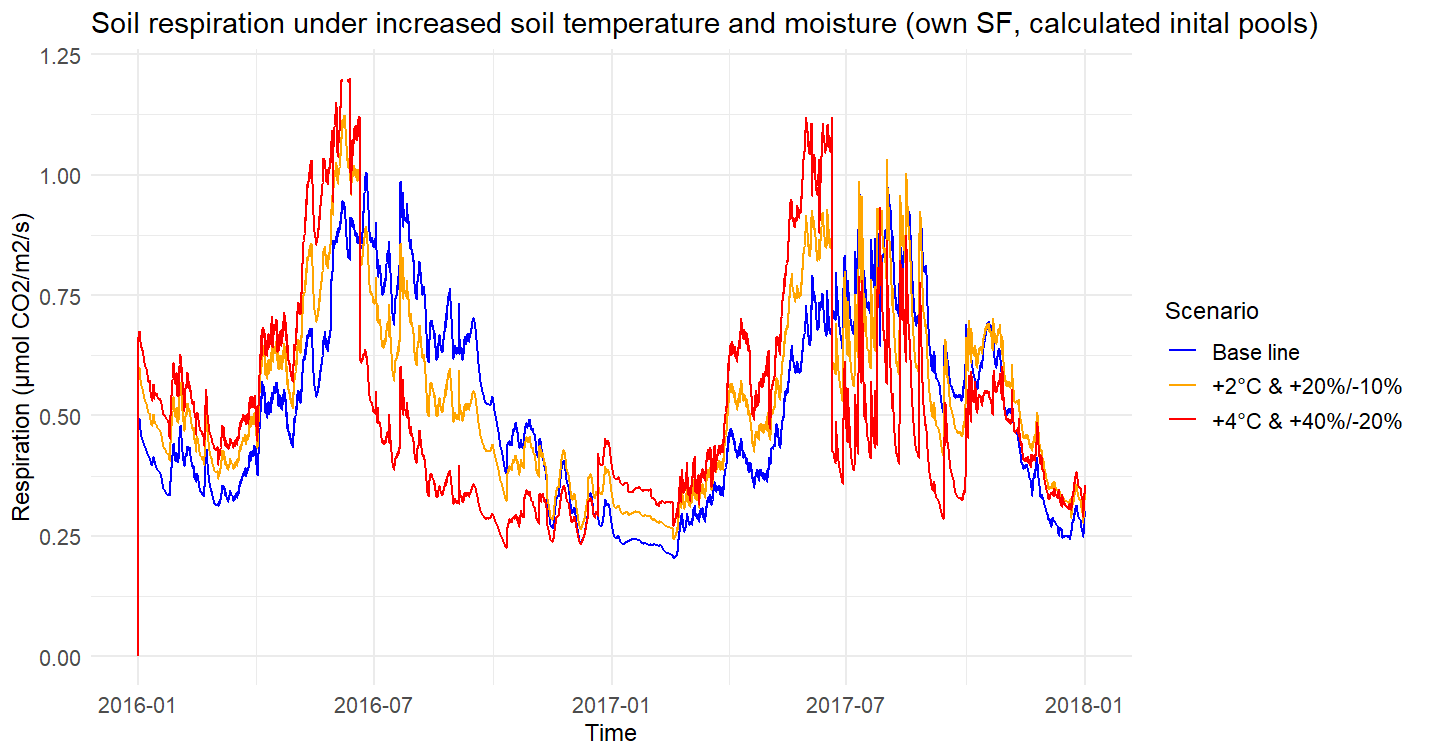 Soil respiration under increased soil temperature and moisture (own SF, calculated inital pools)
1.25
1.00
0.75
0.50
0.25
0.00
Respiration (μmol CO2/m2/s)
2016-01
2016-07
2017-01
2017-07
2018-01
Time
Scenario
Base line
+2°C & +20%/-10%
+4°C & +40%/-20%